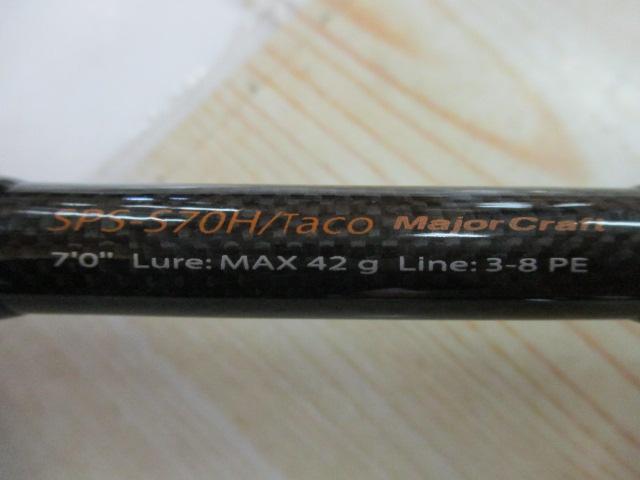 SPS-S70H/Taco MajorCraft
7'0" Lure: MAX 42 g Line: 3-8 PE